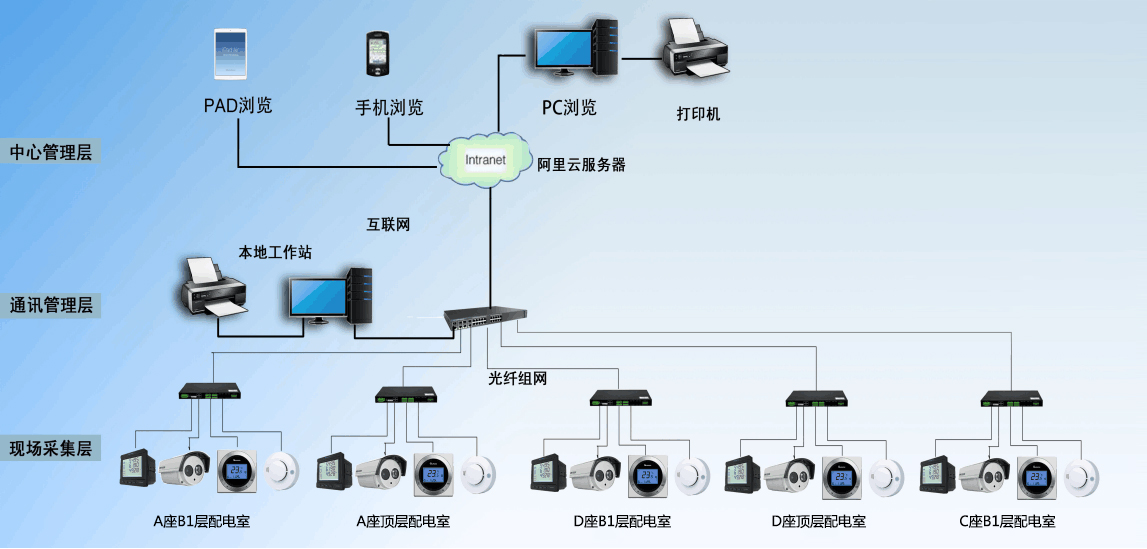 PAD浏览
手机浏览
PC浏览
打印机
中心管理层
Intranet
阿里云服务器
互联网
本地工作站
通讯管理层
光纤组网
现场采集层
A座B1层配电室
A座顶层配电室
D座B1层配电室
D座顶层配电室
C座B1层配电室